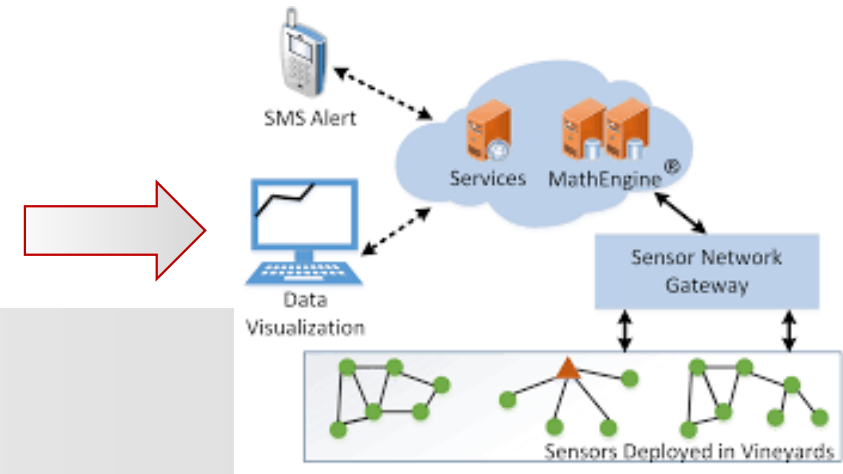 SMS Alert
Services
MathEngine®
Data
Visualization
Sensor Network
Gateway
Sensors Deployed in Vineyards